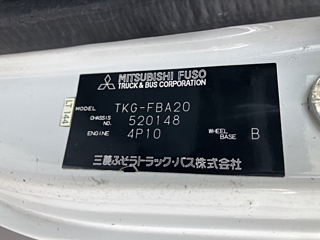 MITSUBISHI FUSO
TRUCK & BUS CORPORATION
MODEL TKG-FBA20
CHASSIS NO. 520148
ENGINE 4P10 WHEEL BASE B
三菱ふそうトラック・バス株式会社